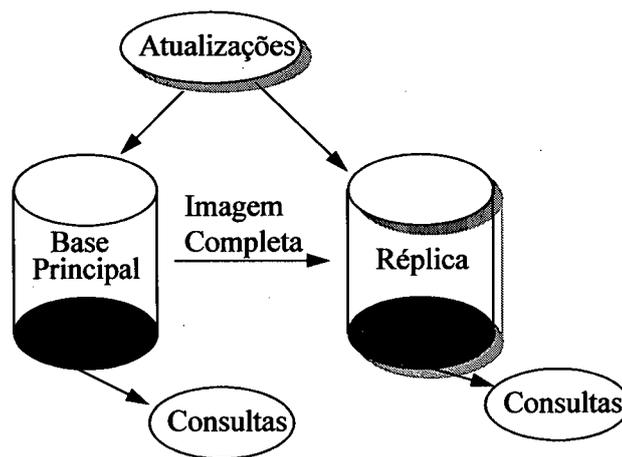 Atualizações
Base
Principal
Imagem
Completa
Réplica
Consultas
Consultas